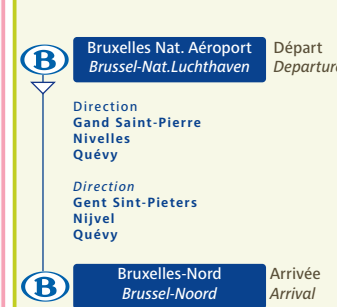 B
Bruxelles Nat. Aéroport Départ
Brussel-Nat.Luchthaven Departure
Direction
Gand Saint-Pierre
Nivelles
Quévy
Direction
Gent Sint-Pieters
Nijvel
Quévy
B
Bruxelles-Nord Arrivée
Brussel-Noord Arrival